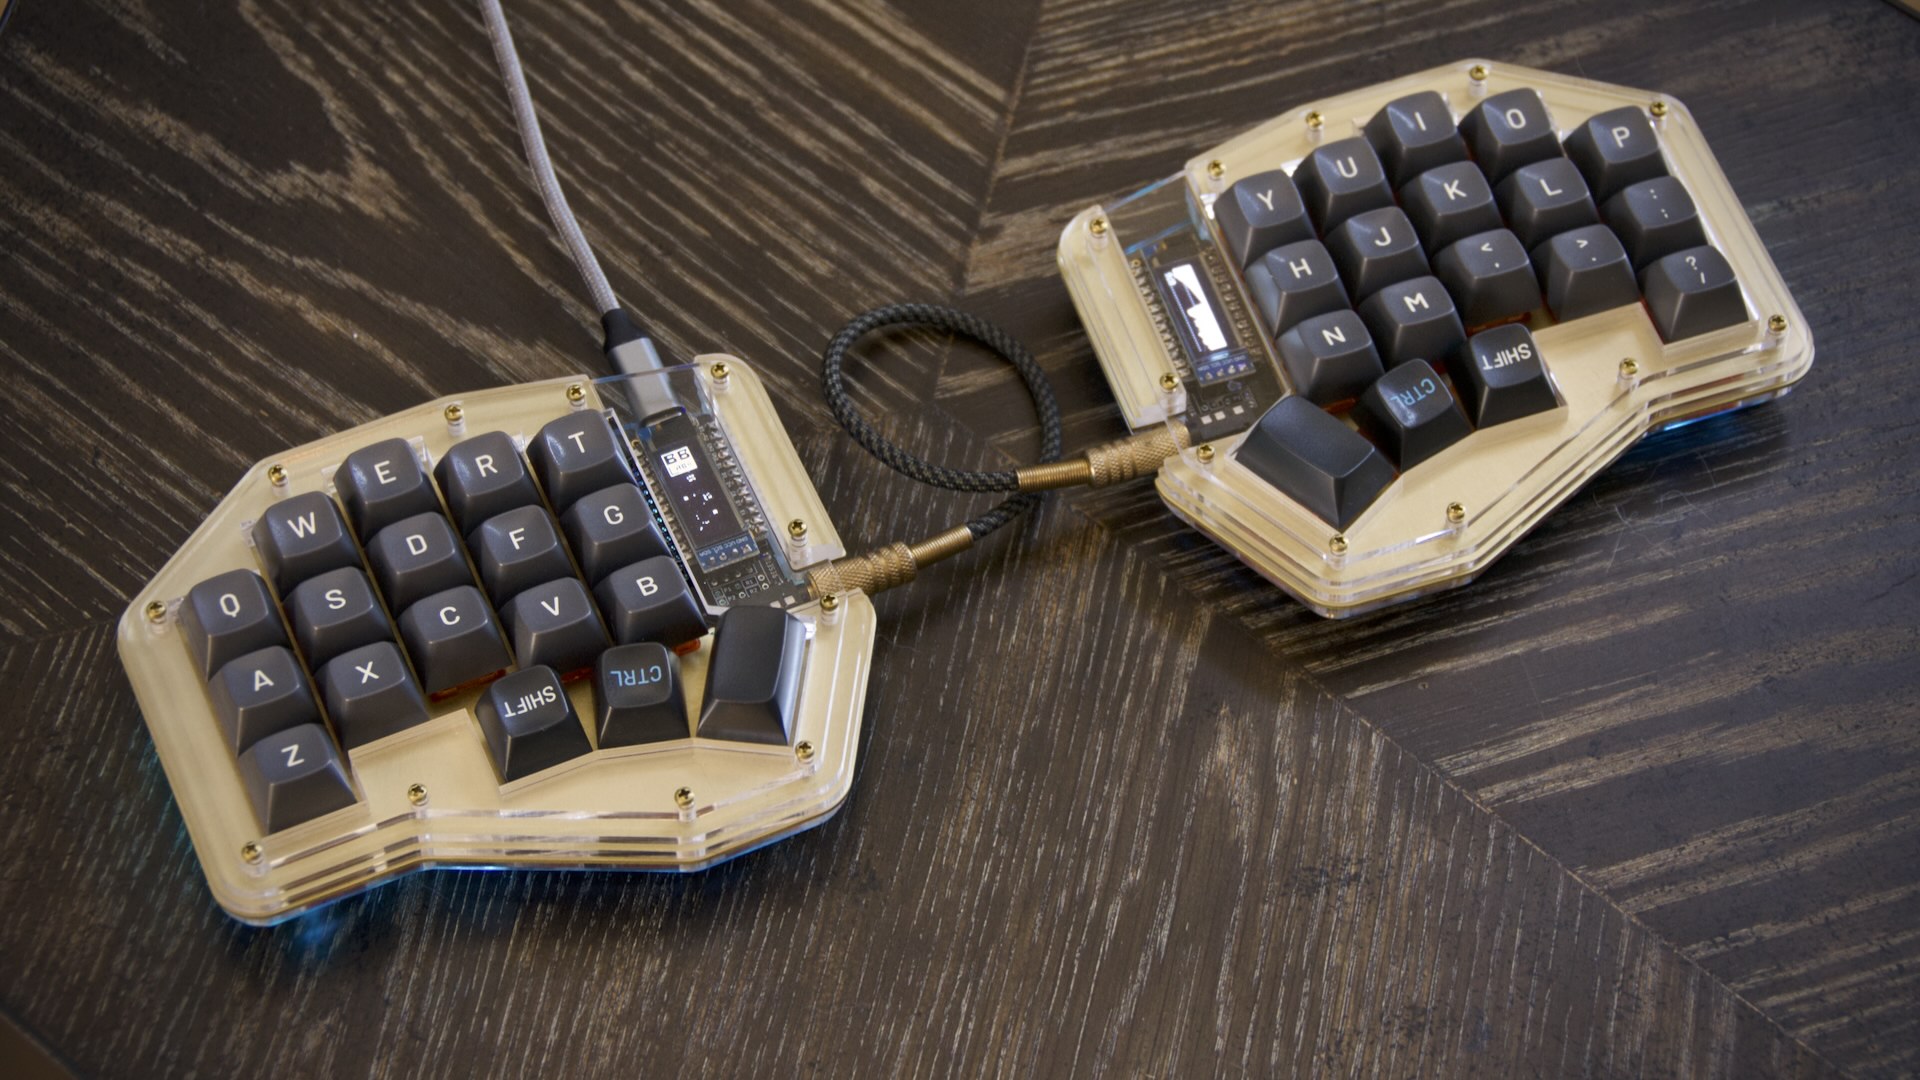 Q W E R T
A S D F G
Z X C V B
SHIFT CTRL
Y U I O P
H J K L : ;
N M < , > . ? /
CTRL SHIFT